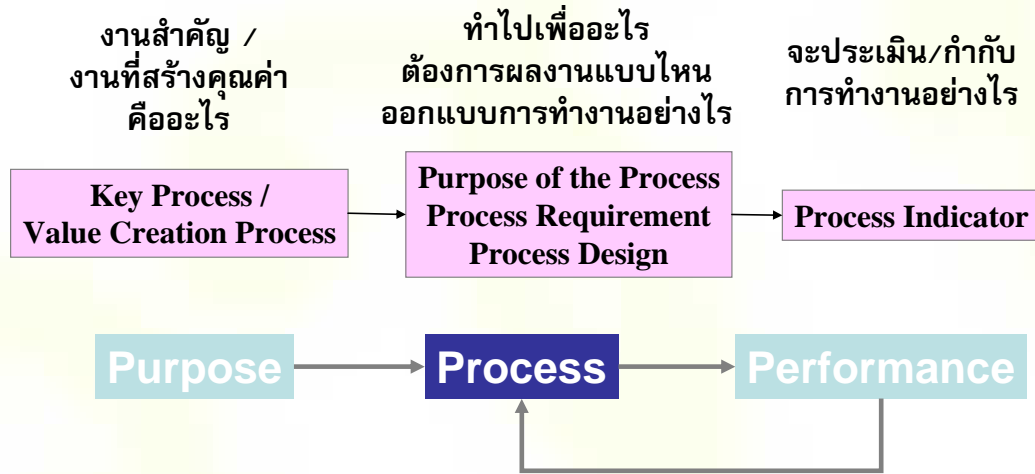 งานสำคัญ /
งานที่สร้างคุณค่า
คืออะไร
ทำไปเพื่ออะไร
ต้องการผลงานแบบไหน
ออกแบบการทำงานอย่างไร
จะประเมิน/กำกับ
การทำงานอย่างไร
Key Process /
Value Creation Process
Purpose of the Process
Process Requirement
Process Design
Process Indicator
Purpose
Process
Performance